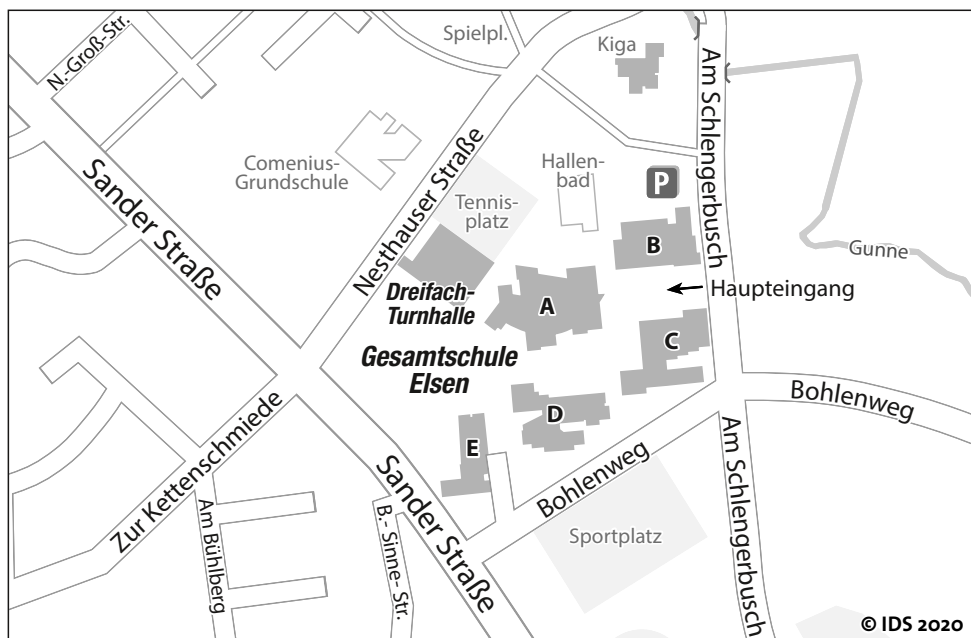 N.-Groß-Str.
Spielpl.
Kiga
Am Schlengerbusch
Sander Straße
Comenius-
Grundschule
Nesthauser Straße
Tennis-
platz
Hallen-
bad
P
B
Gunne
Dreifach-
Turnhalle
A
Haupteingang
Gesamtschule
Elsen
C
Zur Kettenschmiede
D
E
Bohlenweg
Bohlenweg
Am Schlengerbusch
Sander Straße
Am Bühlberg
B.- Sinne- Str.
Sportplatz
© IDS 2020